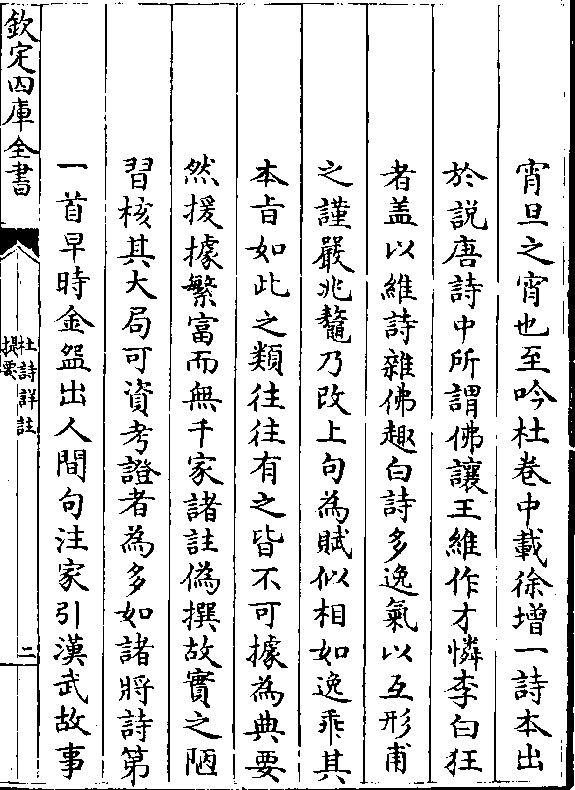 宵旦之宵也至吟杜卷中載徐增一詩本出
於說唐詩中所謂佛讓王維作才憐李白狂
者盖以維詩雜佛趣白詩多逸氣以互形甫
之謹嚴兆鼇乃改上句為賦似相如逸乖其
本㫖如此之類往往有之皆不可據為典要
然援據繁富而無千家諸註偽撰故實之陋
習核其大局可資考證者為多如諸將詩第
一首早時金盌出人間句注家引漢武故事
欽定四庫全書
杜詩詳註
提要
二